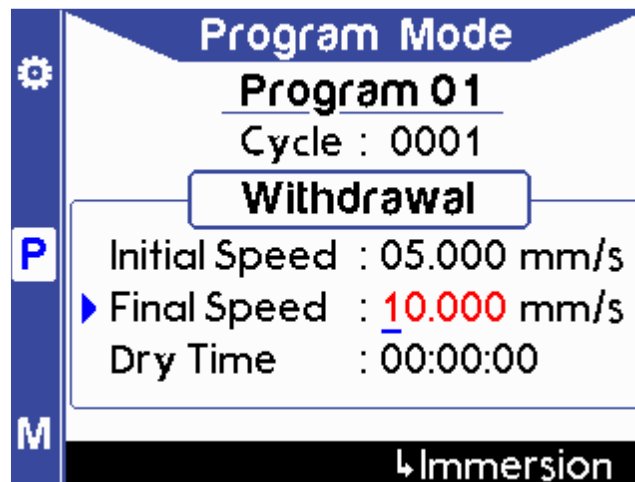 Program Mode
Program 01
Cycle : 0001
Withdrawal
Initial Speed : 05.000 mm/s
P
Final Speed : 10.000 mm/s
Dry Time : 00:00:00
M
↳Immersion